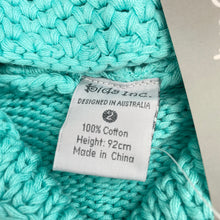 Kids Inc.
DESIGNED IN AUSTRALIA
2
100% Cotton
Height: 92cm
Made in China